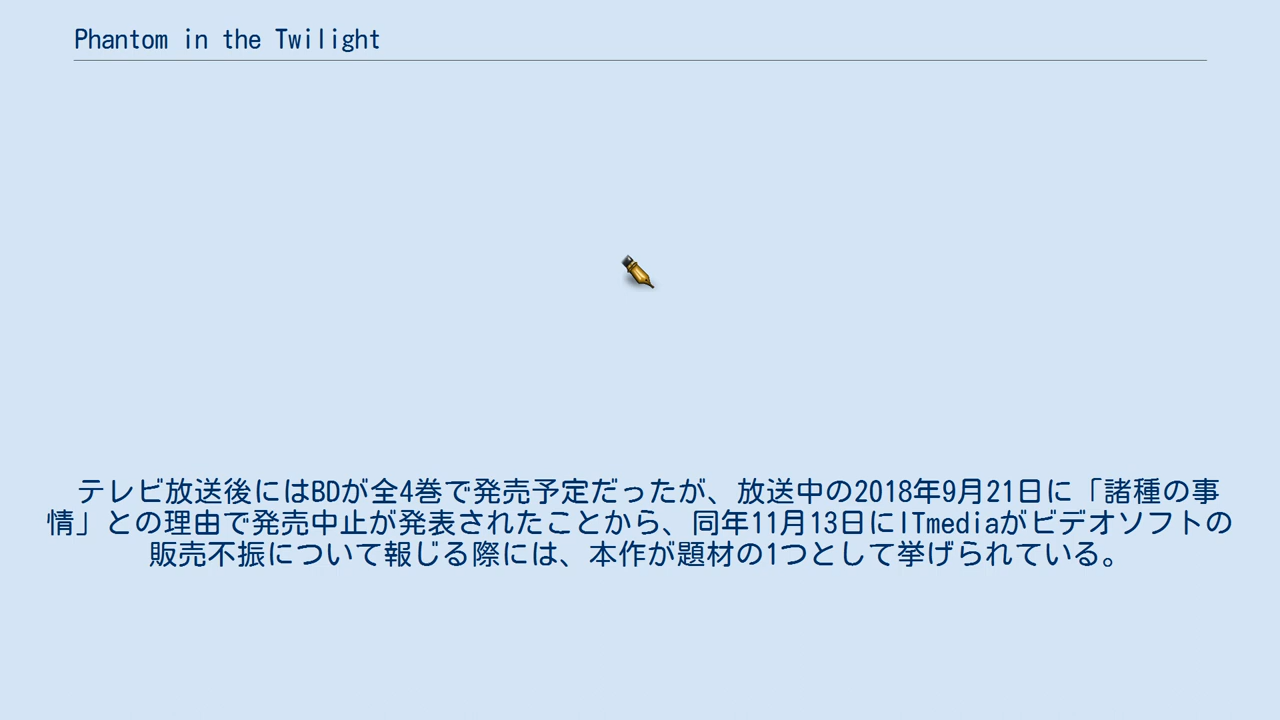 Phantom in the Twilight
テレビ放送後にはBDが全4巻で発売予定だったが、放送中の2018年9月21日に「諸種の事
情」との理由で発売中止が発表されたことから、同年11月13日にITmediaがビデオソフトの
販売不振について報じる際には、本作が題材の1つとして挙げられている。